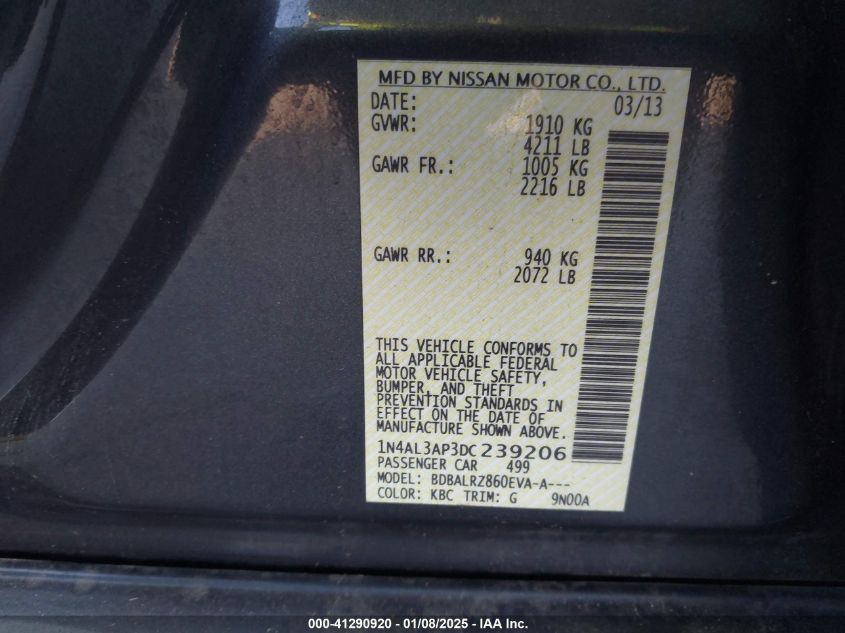 MFD BY NISSAN MOTOR CO., LTD.
DATE: 03/13
GVWR: 1910 KG
4211 LB
GAWR FR.: 1005 KG
2216 LB
GAWR RR.: 940 KG
2072 LB
THIS VEHICLE CONFORMS TO
ALL APPLICABLE FEDERAL
MOTOR VEHICLE SAFETY,
BUMPER, AND THEFT
PREVENTION STANDARDS IN
EFFECT ON THE DATE OF
MANUFACTURE SHOWN ABOVE.
1N4AL3AP3DC239206
PASSENGER CAR 499
MODEL: BDBALRZ860EVA-A---
COLOR: KBC TRIM: G 9N00A
000-41290920 - 01/08/2025 - IAA Inc.